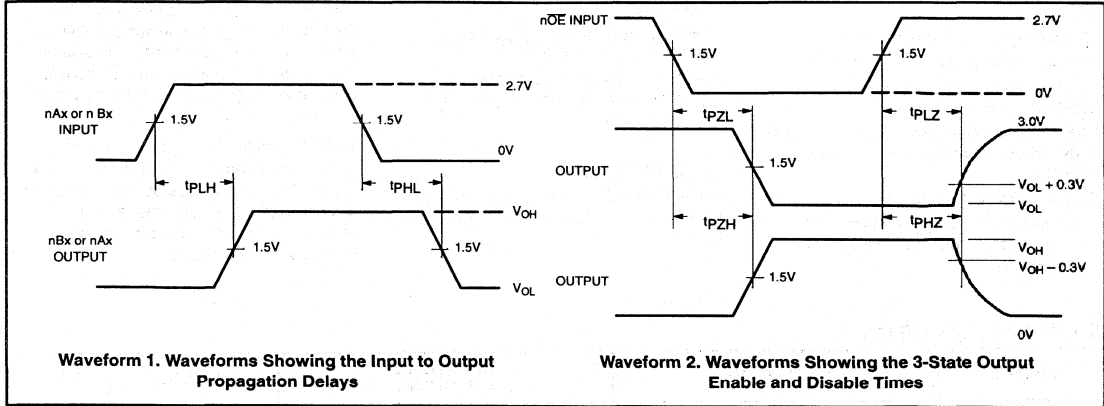 2.7V
nAx or n Bx
INPUT
1.5V
1.5V
0V
tPLH
tPHL
VOH
nBx or nAx
OUTPUT
1.5V
1.5V
VOL
Waveform 1. Waveforms Showing the Input to Output
Propagation Delays
nOE INPUT
2.7V
1.5V
1.5V
0V
tPZL
tPLZ
3.0V
OUTPUT
1.5V
VOL + 0.3V
VOL
tPZH
tPHZ
VOH
VOH – 0.3V
OUTPUT
1.5V
0V
Waveform 2. Waveforms Showing the 3-State Output
Enable and Disable Times